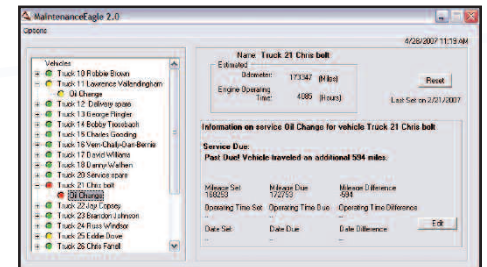 MaintenanceEagle 2.0
Options
4/28/2007 11:19 AM
Vehicles
Truck 10 Robbie Brown
Truck 11 Lawrence Vallandingham
Oil Change
Truck 12 Delivery spare
Truck 13 George Ringler
Truck 14 Bobby
Truck 15 Charles Gooding
Truck 16 Vern-Chally-Dan-Bernie
Truck 17 David Williams
Truck 18 Danny Wathen
Truck 20 Service spare
Truck 21 Chris bolt
Oil Change
Truck 22 Jay Copsey
Truck 23 Brandon Johnson
Truck 24 Russ Windsor
Truck 25 Eddie Dove
Truck 26 Chris Farrell
Name: Truck 21 Chris bolt
Estimated
Odometer: 173347 (Miles)
Engine Operating Time: 4085 (Hours)
Reset
Last Set on 2/21/2007
Information on service Oil Change for vehicle Truck 21 Chris bolt
Service Due:
Past Due! Vehicle traveled an additional 594 miles.
Mileage Set Mileage Due Mileage Difference
168253 172753 -594
Operating Time Set Operating Time Due Operating Time Difference
-- -- --
Date Set Date Due Date Difference
-- -- --
Edit